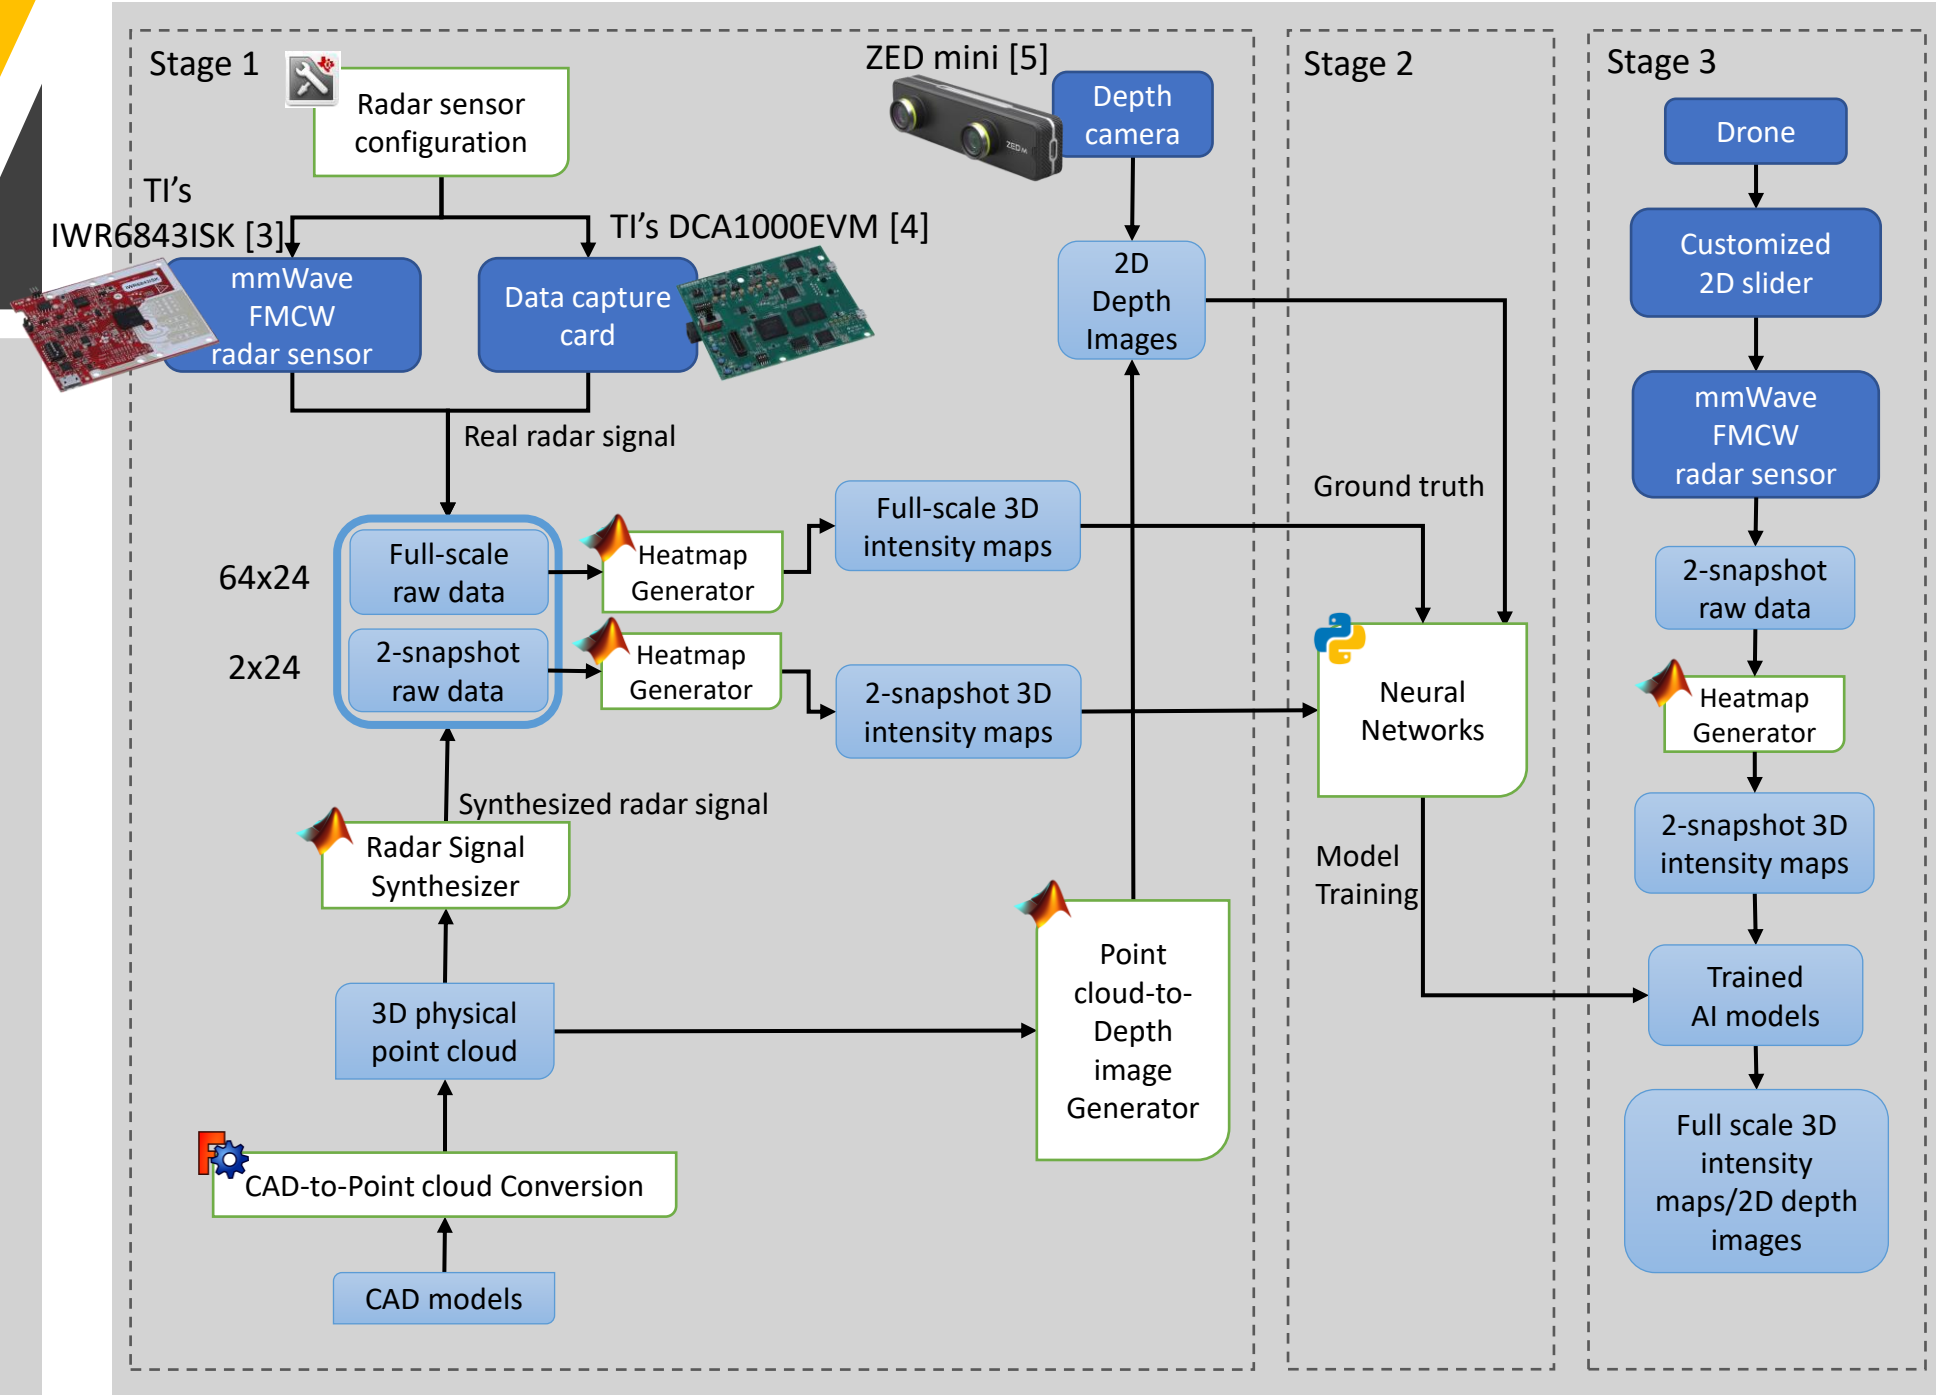 Stage 1
Radar sensor
configuration
TI's
IWR6843ISK [3]
mmWave
FMCW
radar sensor
TI's DCA1000EVM [4]
Data capture
card
ZED mini [5]
Depth
camera
2D
Depth
Images
Real radar signal
64x24
Full-scale
raw data
Heatmap
Generator
Full-scale 3D
intensity maps
2x24
2-snapshot
raw data
Heatmap
Generator
2-snapshot 3D
intensity maps
Synthesized radar signal
Radar Signal
Synthesizer
3D physical
point cloud
Point
cloud-to-
Depth
image
Generator
CAD-to-Point cloud Conversion
CAD models
Stage 2
Ground truth
Neural
Networks
Model
Training
Stage 3
Drone
Customized
2D slider
mmWave
FMCW
radar sensor
2-snapshot
raw data
Heatmap
Generator
2-snapshot 3D
intensity maps
Trained
AI models
Full scale 3D
intensity
maps/2D depth
images